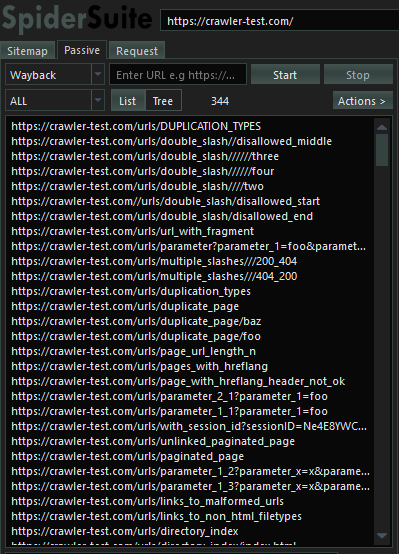 SpiderSuite
https://crawler-test.com/
Sitemap Passive Request
Wayback Enter URL e.g https://... Start Stop
ALL List Tree 344 Actions >
https://crawler-test.com/urls/DUPLICATION_TYPES
https://crawler-test.com/urls/double_slash//disallowed_middle
https://crawler-test.com/urls/double_slash//////three
https://crawler-test.com/urls/double_slash//////four
https://crawler-test.com/urls/double_slash////two
https://crawler-test.com//urls/double_slash/disallowed_start
https://crawler-test.com/urls/double_slash/disallowed_end
https://crawler-test.com/urls/url_with_fragment
https://crawler-test.com/urls/parameter?parameter_1=foo&paramet...
https://crawler-test.com/urls/multiple_slashes///200_404
https://crawler-test.com/urls/multiple_slashes///404_200
https://crawler-test.com/urls/duplication_types
https://crawler-test.com/urls/duplicate_page
https://crawler-test.com/urls/duplicate_page/baz
https://crawler-test.com/urls/duplicate_page/foo
https://crawler-test.com/urls/page_url_length_n
https://crawler-test.com/urls/pages_with_hreflang
https://crawler-test.com/urls/page_with_hreflang_header_not_ok
https://crawler-test.com/urls/parameter_2_1?parameter_1=foo
https://crawler-test.com/urls/parameter_1_1?parameter_1=foo
https://crawler-test.com/urls/with_session_id?sessionID=Ne4E8YWC...
https://crawler-test.com/urls/unlinked_paginated_page
https://crawler-test.com/urls/paginated_page
https://crawler-test.com/urls/parameter_1_2?parameter_x=x&parame...
https://crawler-test.com/urls/parameter_1_3?parameter_x=x&parame...
https://crawler-test.com/urls/links_to_malformed_urls
https://crawler-test.com/urls/links_to_non_html_filetypes
https://crawler-test.com/urls/directory_index
https://crawler-test.com/urls/directory_index/index.html